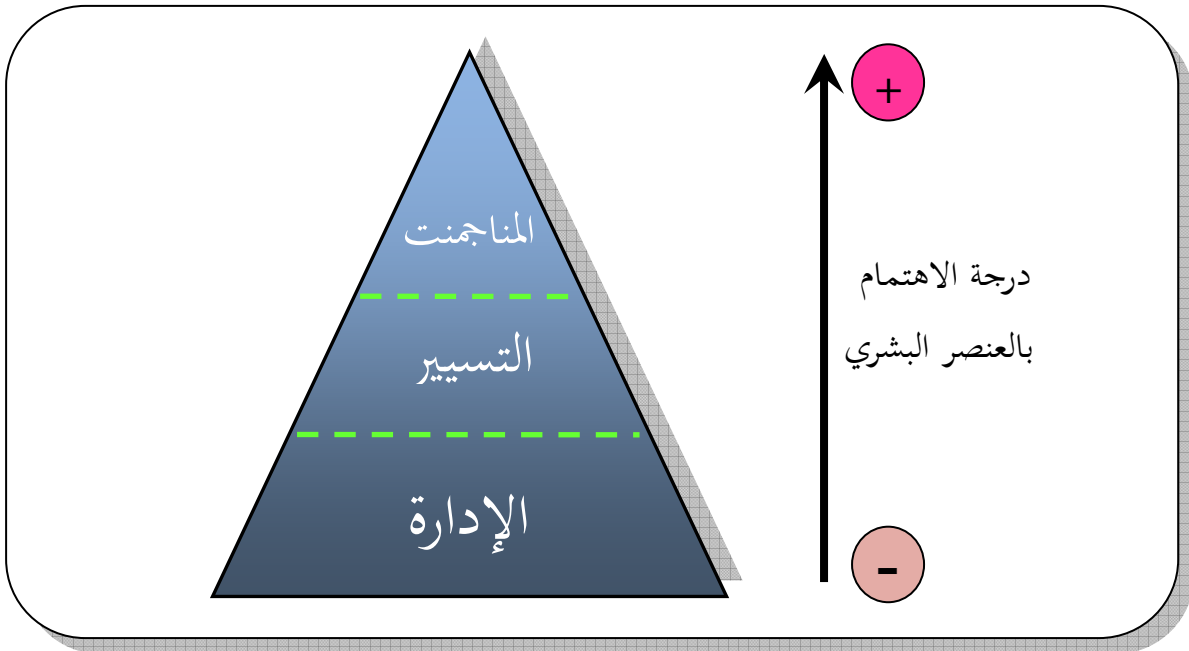 المناجمنت
التسيير
الإدارة
+
درجة الاهتمام
بالعنصر البشري
-